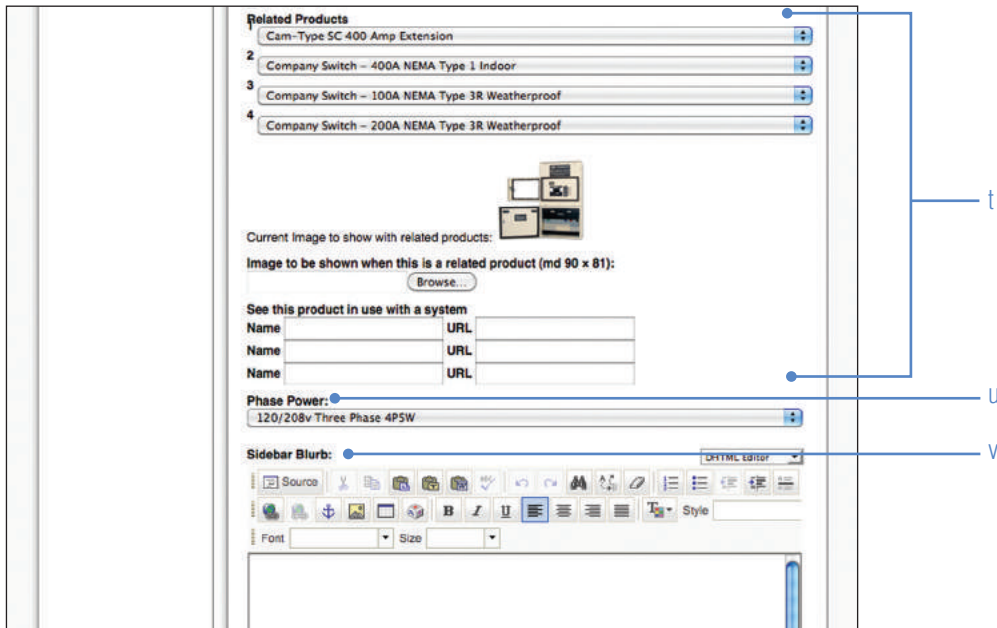 Related Products
1
Cam-Type SC 400 Amp Extension
2
Company Switch – 400A NEMA Type 1 Indoor
3
Company Switch – 100A NEMA Type 3R Weatherproof
4
Company Switch – 200A NEMA Type 3R Weatherproof
t
Current Image to show with related products:
Image to be shown when this is a related product (md 90 × 81):
Browse...
See this product in use with a system
Name URL
Name URL
Name URL
Phase Power:
u
120/208v Three Phase 4PSW
Sidebar Blurb:
DHTML Editor
Source
B I U Style
Font Size